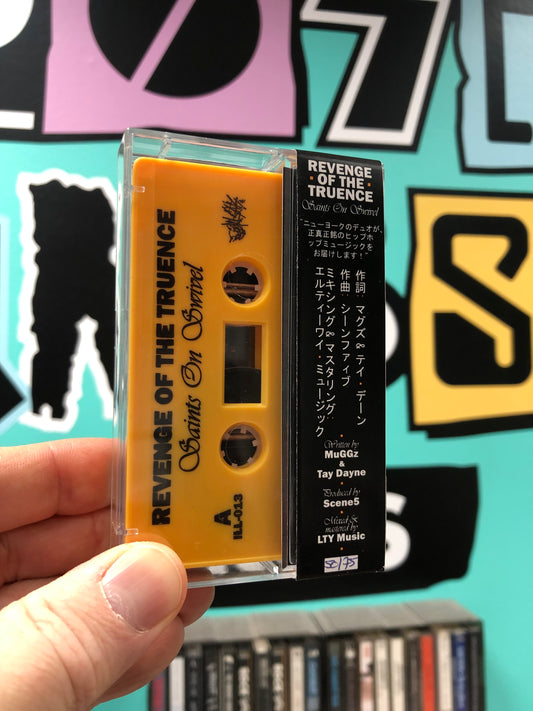 REVENGE OF THE TRUENCE
Saints On Swivel
A
ILL-013
REVENGE
OF THE
TRUENCE
Saints On Swivel
"ニューヨークのデュオが、
正真正銘のヒップホ
ップミュージックを
お届けします!"
作詞:マグズ&テイ・デーン
作曲:シーンファイブ
ミキシング&マスタリング:
エルティーワイ・ミュージック
Written by
MuGGz
&
Tay Dayne
Produced by
Scene5
Mixed &
mastered by
LTY Music
52/75